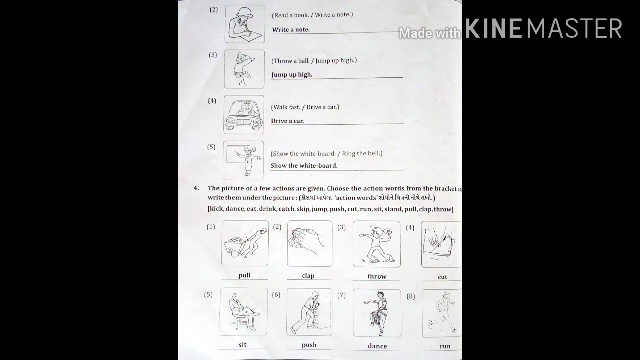 Made with KINEMASTER
(2) (Read a book. / Write a note.)
Write a note.
(3) (Throw a ball. / Jump up high.)
Jump up high.
(4) (Walk fast. / Drive a car.)
Drive a car.
(5) (Show the white-board. / Ring the bell.)
Show the white-board.
4. The picture of a few actions are given. Choose the action words from the bracket a
write them under the picture: 'action words'
[kick, dance, eat, drink, catch, skip, jump, push, cut, run, sit, stand, pull, clap, throw]
(1) (2) (3) (4)
pull clap throw cut
(5) (6) (7) (8)
sit push dance run